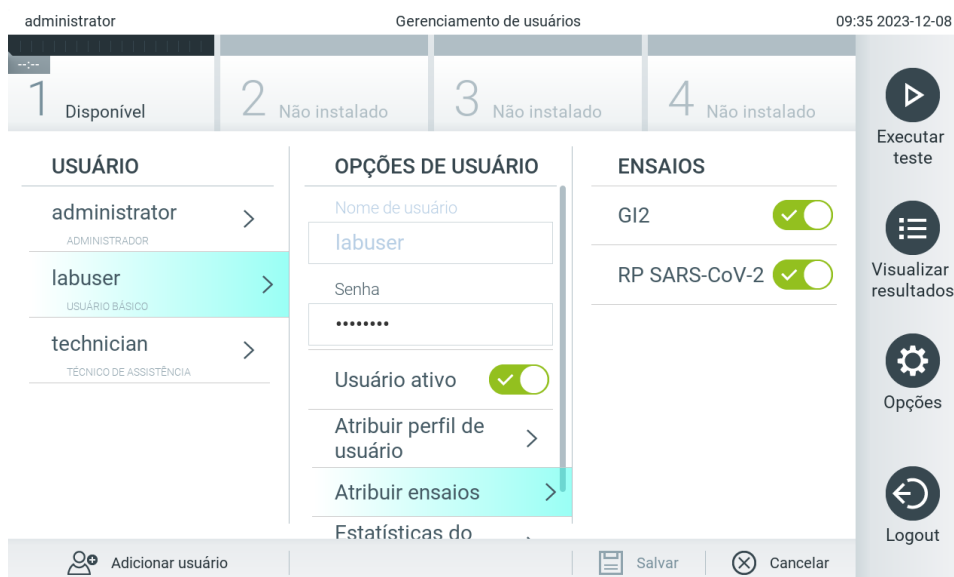 administrator
Gerenciamento de usuários
09:35 2023-12-08
--:--
1 Disponível
2 Não instalado
3 Não instalado
4 Não instalado
USUÁRIO
administrator
ADMINISTRADOR
labuser
USUÁRIO BÁSICO
technician
TÉCNICO DE ASSISTÊNCIA
OPÇÕES DE USUÁRIO
Nome de usuário
labuser
Senha
••••••••
Usuário ativo
Atribuir perfil de
usuário
Atribuir ensaios
Estatísticas do
ENSAIOS
GI2
RP SARS-CoV-2
Executar
teste
Visualizar
resultados
Opções
Logout
Adicionar usuário
Salvar
Cancelar